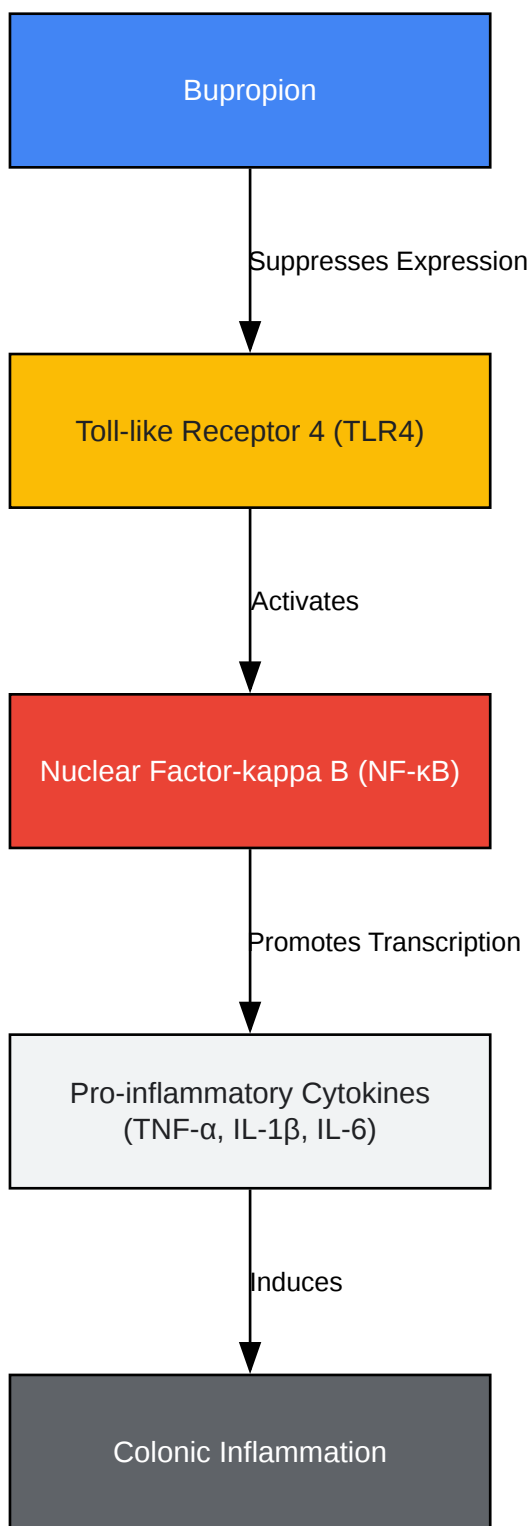 Bupropion
Suppresses Expression
Toll-like Receptor 4 (TLR4)
Activates
Nuclear Factor-kappa B (NF-κB)
Promotes Transcription
Pro-inflammatory Cytokines
(TNF-α, IL-1β, IL-6)
Induces
Colonic Inflammation